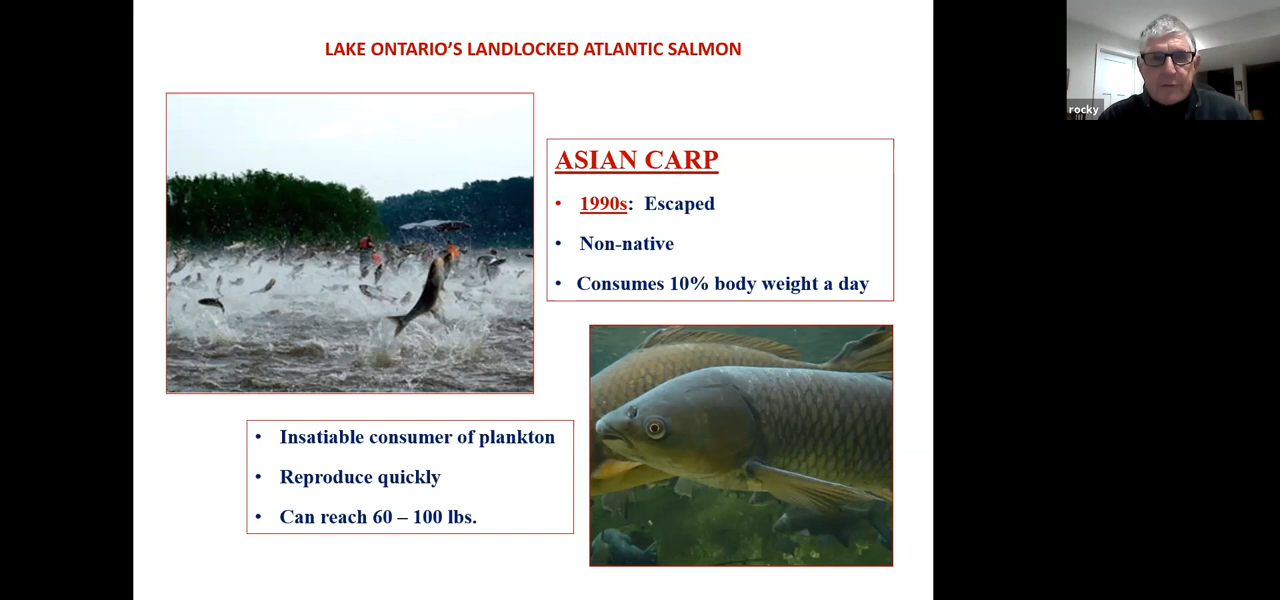 LAKE ONTARIO'S LANDLOCKED ATLANTIC SALMON
rocky
ASIAN CARP
• 1990s: Escaped
• Non-native
• Consumes 10% body weight a day
• Insatiable consumer of plankton
• Reproduce quickly
• Can reach 60 – 100 lbs.